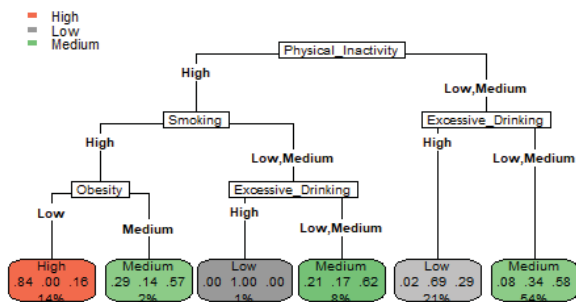 High
Low
Medium
Physical_Inactivity
High
Low,Medium
Smoking
Excessive_Drinking
High
Low,Medium
High
Low,Medium
Obesity
Excessive_Drinking
Low
Medium
High
Low,Medium
High
Medium
Low
Medium
Low
Medium
.84 .00 .16
.29 .14 .57
.00 1.00 .00
.21 .17 .62
.02 .69 .29
.08 .34 .58
14%
2%
1%
8%
21%
54%